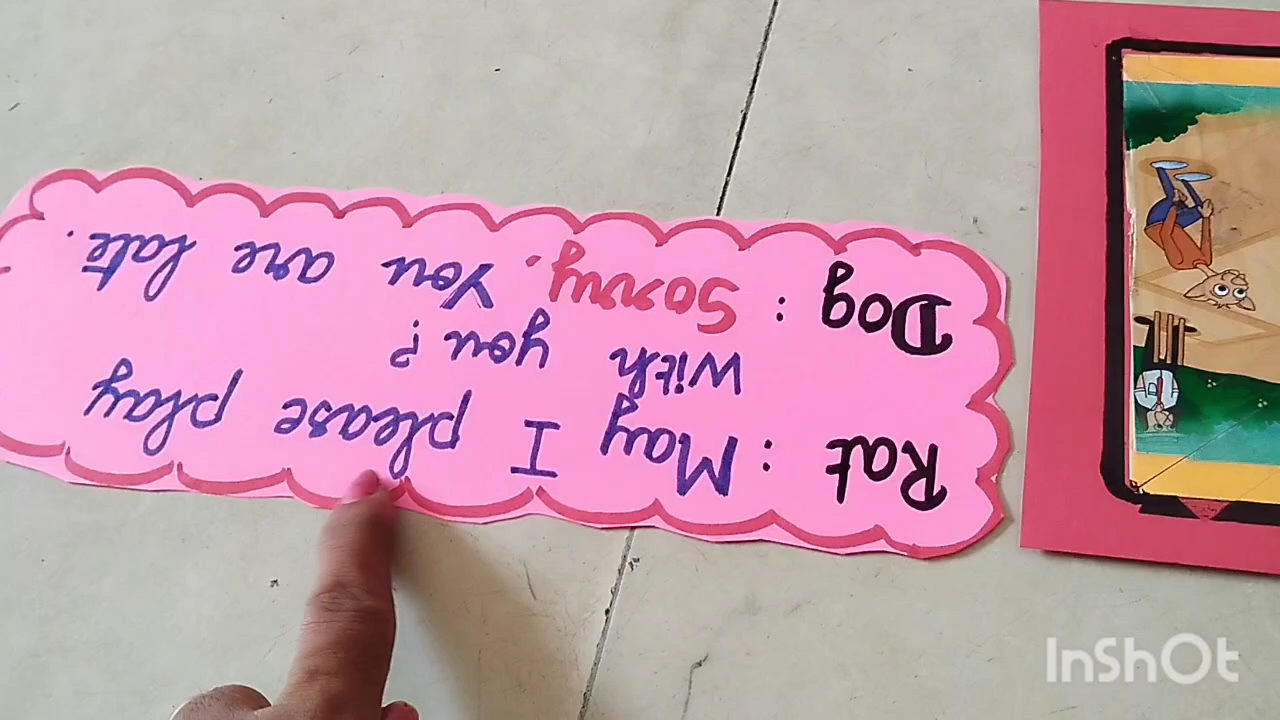 Rat : May I please play
with you?
Dog : Sorry. You are late.
InShOt